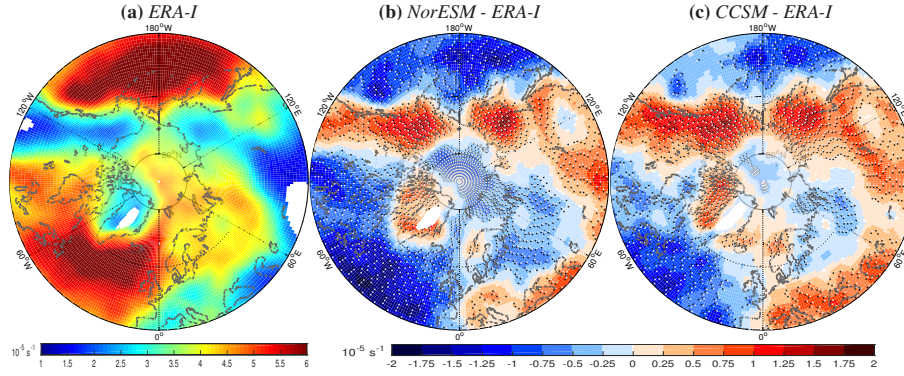 (a) ERA-I
(b) NorESM - ERA-I
(c) CCSM - ERA-I
180°W
180°W
180°W
120°W
120°E
120°W
120°E
120°W
120°E
60°W
60°E
60°W
60°E
60°W
60°E
0°
0°
0°
10⁻⁵ s⁻¹
1 1.5 2 2.5 3 3.5 4 4.5 5 5.5 6
10⁻⁵ s⁻¹
-2 -1.75 -1.5 -1.25 -1 -0.75 -0.5 -0.25 0 0.25 0.5 0.75 1 1.25 1.5 1.75 2